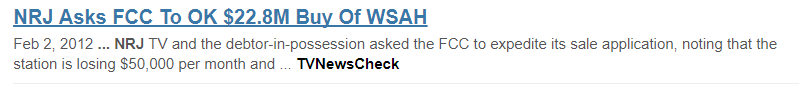 NRJ Asks FCC To OK $22.8M Buy Of WSAH
Feb 2, 2012 ... NRJ TV and the debtor-in-possession asked the FCC to expedite its sale application, noting that the
station is losing $50,000 per month and ... TVNewsCheck